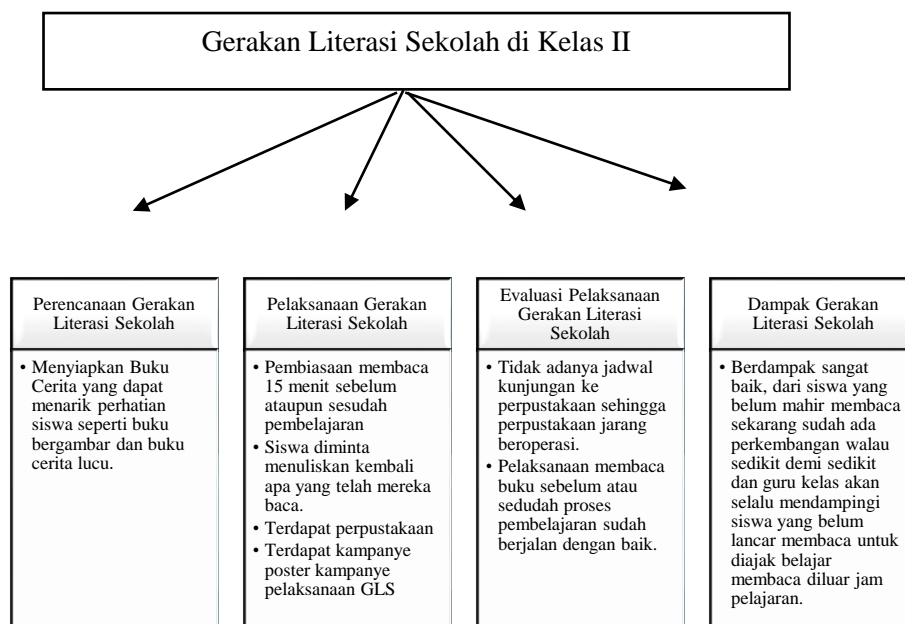 Gerakan Literasi Sekolah di Kelas II
Perencanaan Gerakan
Literasi Sekolah
• Menyiapkan Buku
Cerita yang dapat
menarik perhatian
siswa seperti buku
bergambar dan buku
cerita lucu.
Pelaksanaan Gerakan
Literasi Sekolah
• Pembiasaan membaca
15 menit sebelum
ataupun sesudah
pembelajaran
• Siswa diminta
menuliskan kembali
apa yang telah mereka
baca.
• Terdapat perpustakaan
• Terdapat kampanye
poster kampanye
pelaksanaan GLS
Evaluasi Pelaksanaan
Gerakan Literasi
Sekolah
• Tidak adanya jadwal
kunjungan ke
perpustakaan sehingga
perpustakaan jarang
beroperasi.
• Pelaksanaan membaca
buku sebelum atau
sedudah proses
pembelajaran sudah
berjalan dengan baik.
Dampak Gerakan
Literasi Sekolah
• Berdampak sangat
baik, dari siswa yang
belum mahir membaca
sekarang sudah ada
perkembangan walau
sedikit demi sedikit
dan guru kelas akan
selalu mendampingi
siswa yang belum
lancar membaca untuk
diajak belajar
membaca diluar jam
pelajaran.